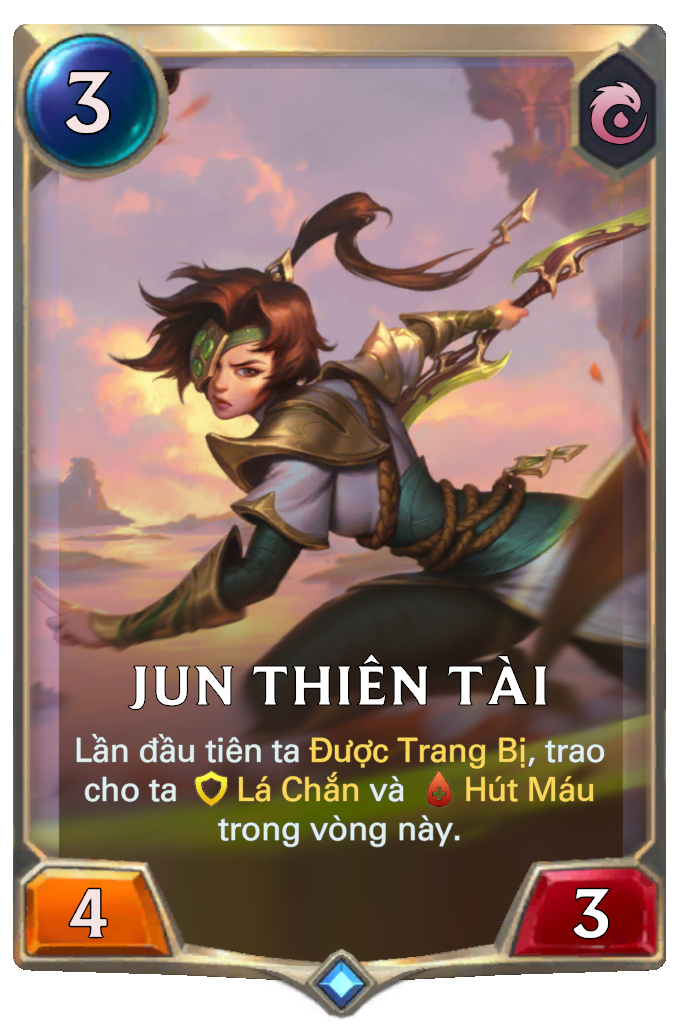 3
JUN THIÊN TÀI
Lần đầu tiên ta Được Trang Bị, trao
cho ta Lá Chắn và Hút Máu
trong vòng này.
4
3